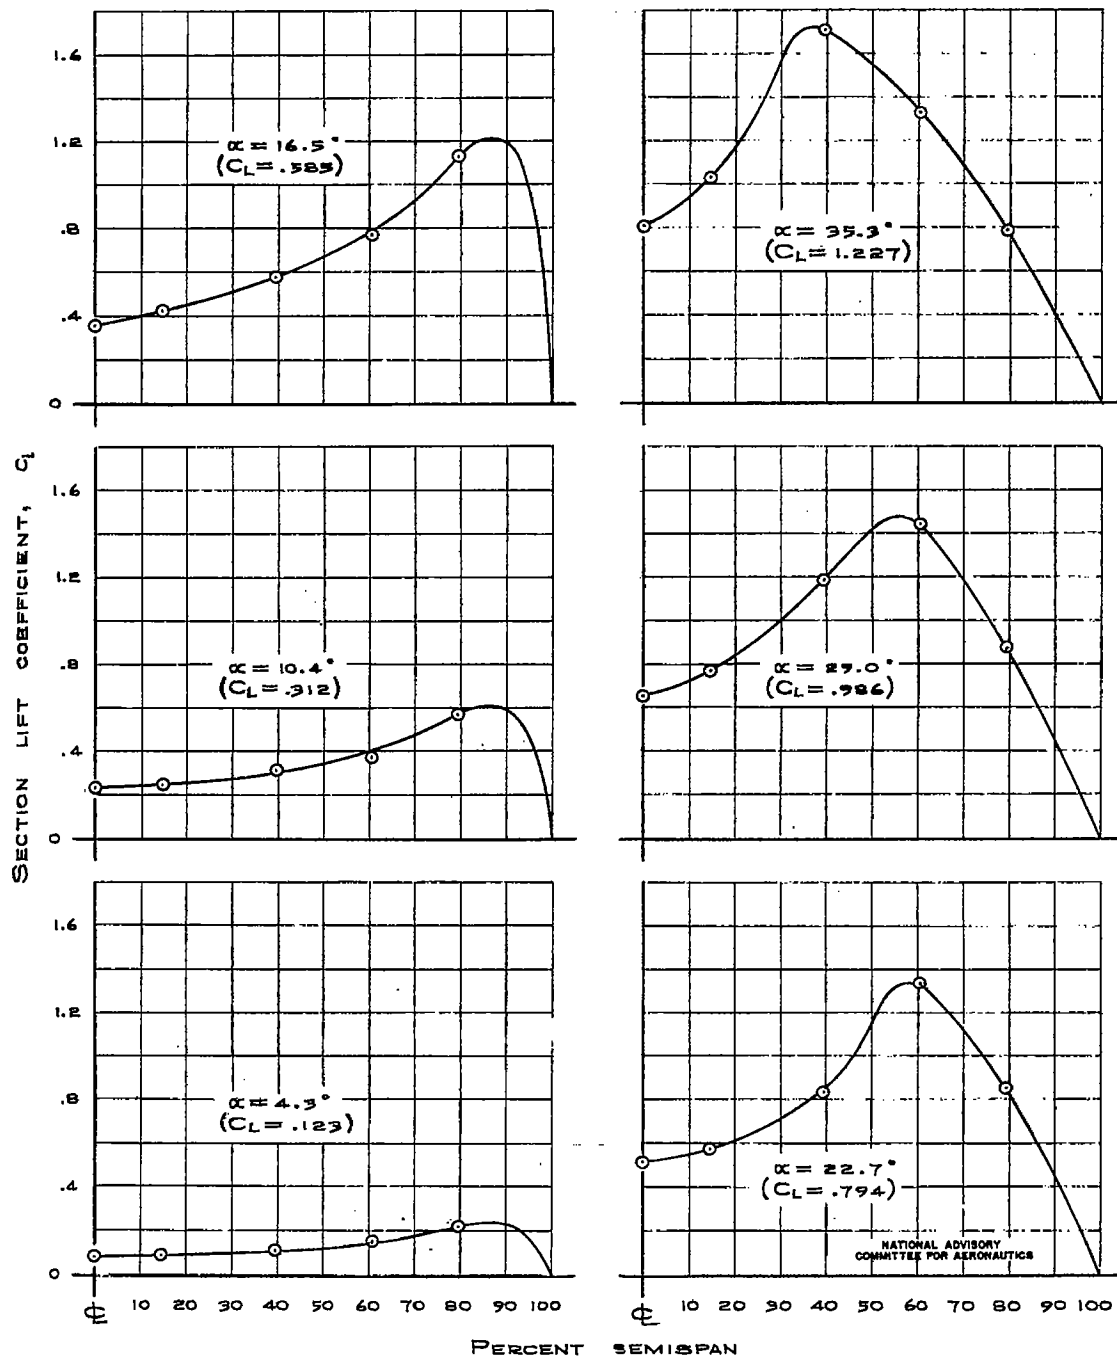 1.6
1.2
.8
.4
0
α = 16.5°
(CL = .585)
α = 35.3°
(CL = 1.227)
1.6
1.2
.8
.4
0
α = 10.4°
(CL = .312)
α = 29.0°
(CL = .986)
SECTION LIFT COEFFICIENT, Cl
1.6
1.2
.8
.4
0
α = 4.3°
(CL = .123)
α = 22.7°
(CL = .794)
NATIONAL ADVISORY
COMMITTEE FOR AERONAUTICS
℄ 10 20 30 40 50 60 70 80 90 100
℄ 10 20 30 40 50 60 70 80 90 100
PERCENT SEMISPAN